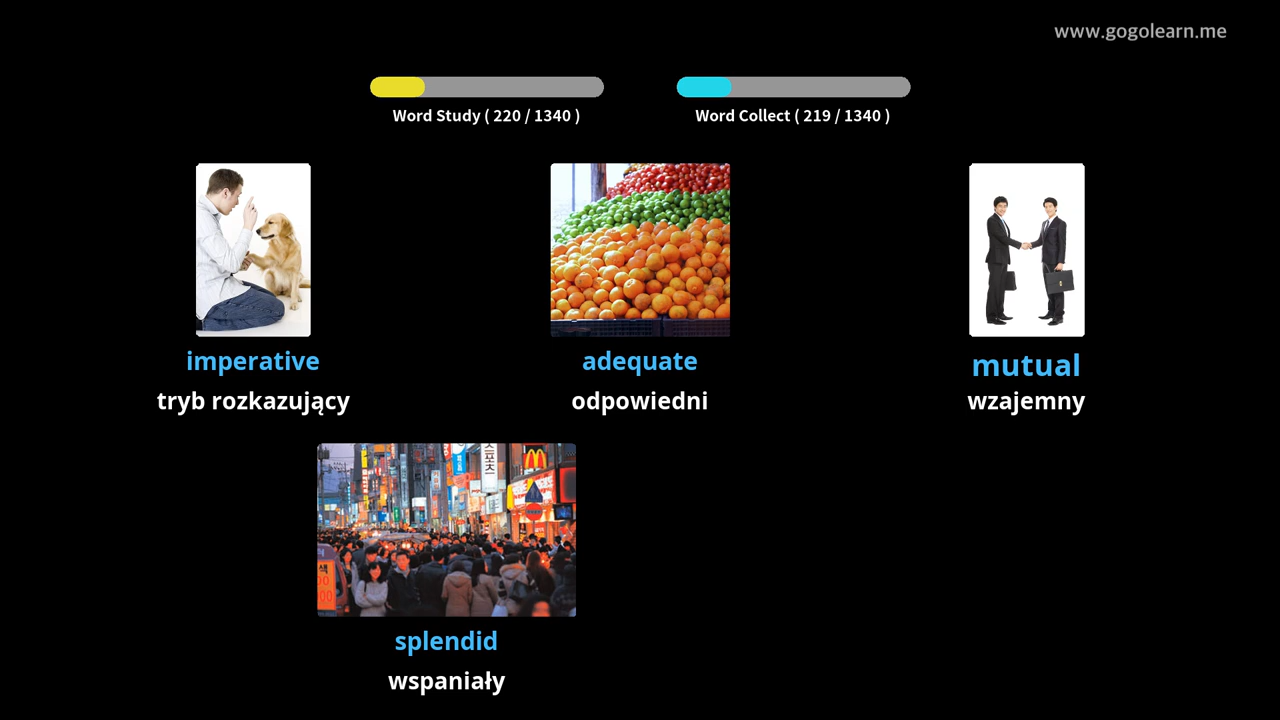 www.gogolearn.me
Word Study ( 220 / 1340 )
Word Collect ( 219 / 1340 )
imperative
adequate
mutual
tryb rozkazujący
odpowiedni
wzajemny
splendid
wspaniały